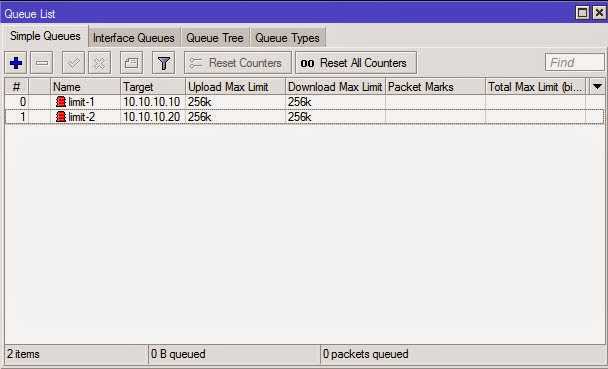 Queue List
Simple Queues Interface Queues Queue Tree Queue Types
Reset Counters 00 Reset All Counters Find
# Name Target Upload Max Limit Download Max Limit Packet Marks Total Max Limit (bi...
0 limit-1 10.10.10.10 256k 256k
1 limit-2 10.10.10.20 256k 256k
2 items 0 B queued 0 packets queued